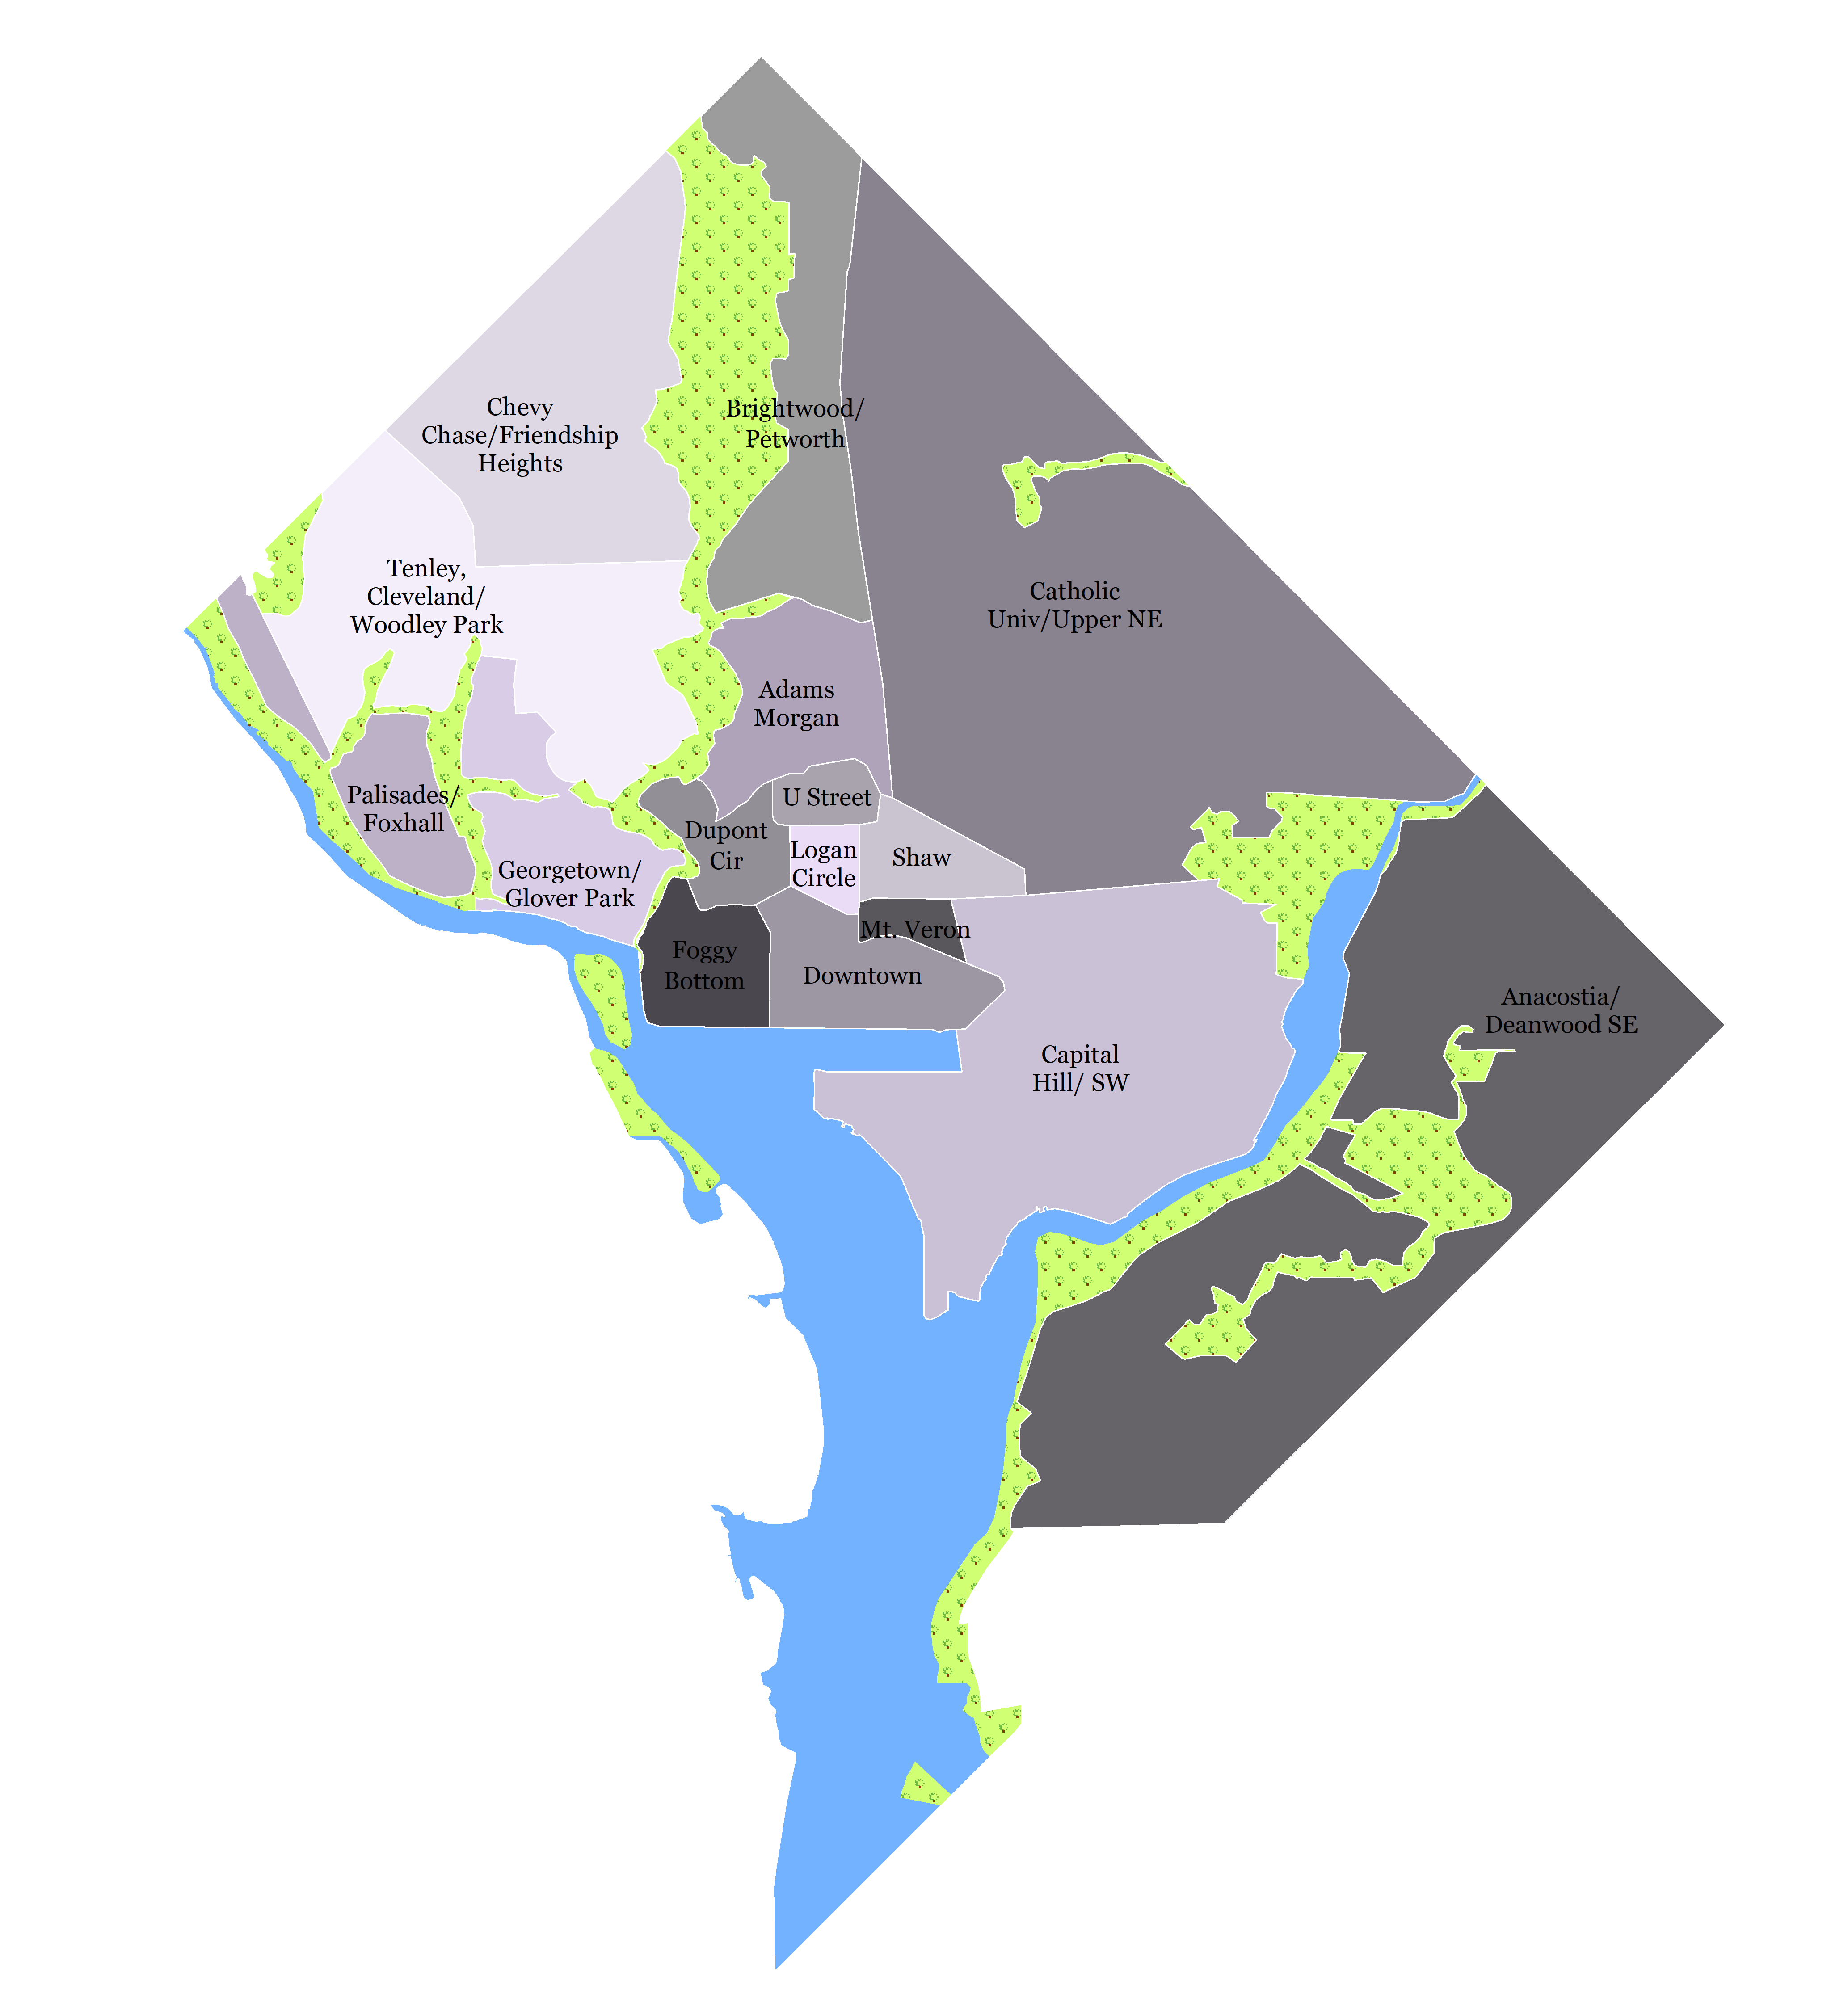 Chevy
Chase/Friendship
Heights
Brightwood/
Petworth
Tenley,
Cleveland/
Woodley Park
Catholic
Univ/Upper NE
Adams
Morgan
Palisades/
Foxhall
U Street
Dupont
Cir
Logan
Circle
Shaw
Georgetown/
Glover Park
Mt. Veron
Foggy
Bottom
Downtown
Anacostia/
Deanwood SE
Capital
Hill/ SW